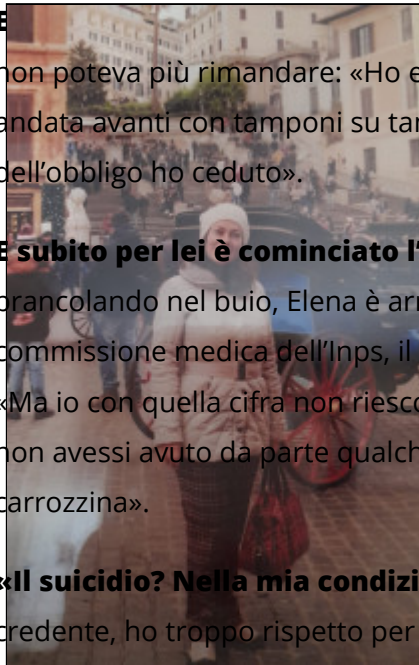 non poteva più rimandare: «Ho e
andata avanti con tamponi su tam
dell'obbligo ho ceduto».
E subito per lei è cominciato l'
brancolando nel buio, Elena è arr
commissione medica dell'Inps, il
«Ma io con quella cifra non riesco
non avessi avuto da parte qualch
carrozzina».
«Il suicidio? Nella mia condizi
credente, ho troppo rispetto per